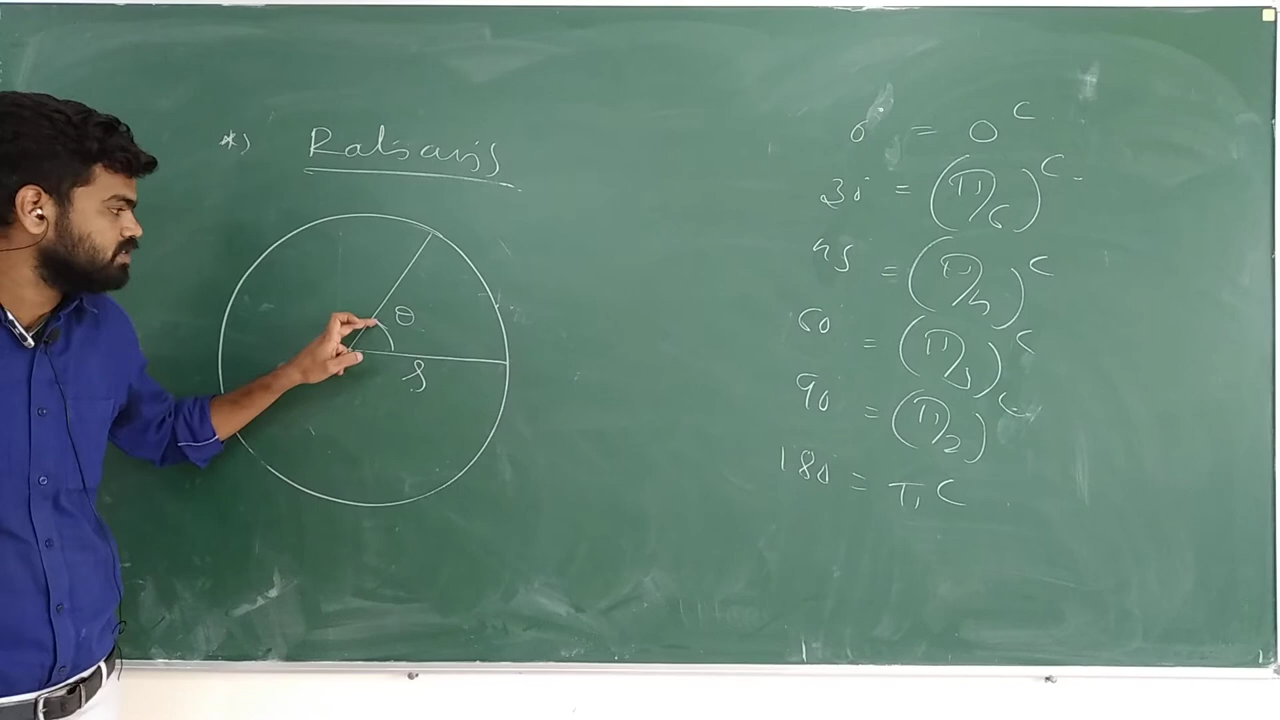 *) Radians
θ
r
0° = 0^c
30° = (π/6)^c
45 = (π/4)^c
60 = (π/3)^c
90 = (π/2)^c
180 = π^c